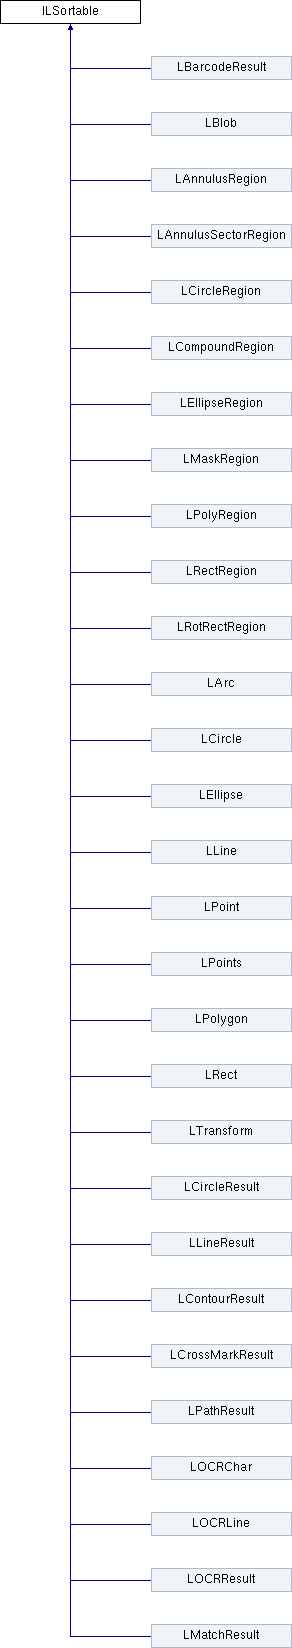 ILSortable
LBarcodeResult
LBlob
LAnnulusRegion
LAnnulusSectorRegion
LCircleRegion
LCompoundRegion
LEllipseRegion
LMaskRegion
LPolyRegion
LRectRegion
LRotRectRegion
LArc
LCircle
LEllipse
LLine
LPoint
LPoints
LPolygon
LRect
LTransform
LCircleResult
LLineResult
LContourResult
LCrossMarkResult
LPathResult
LOCRChar
LOCRLine
LOCRResult
LMatchResult